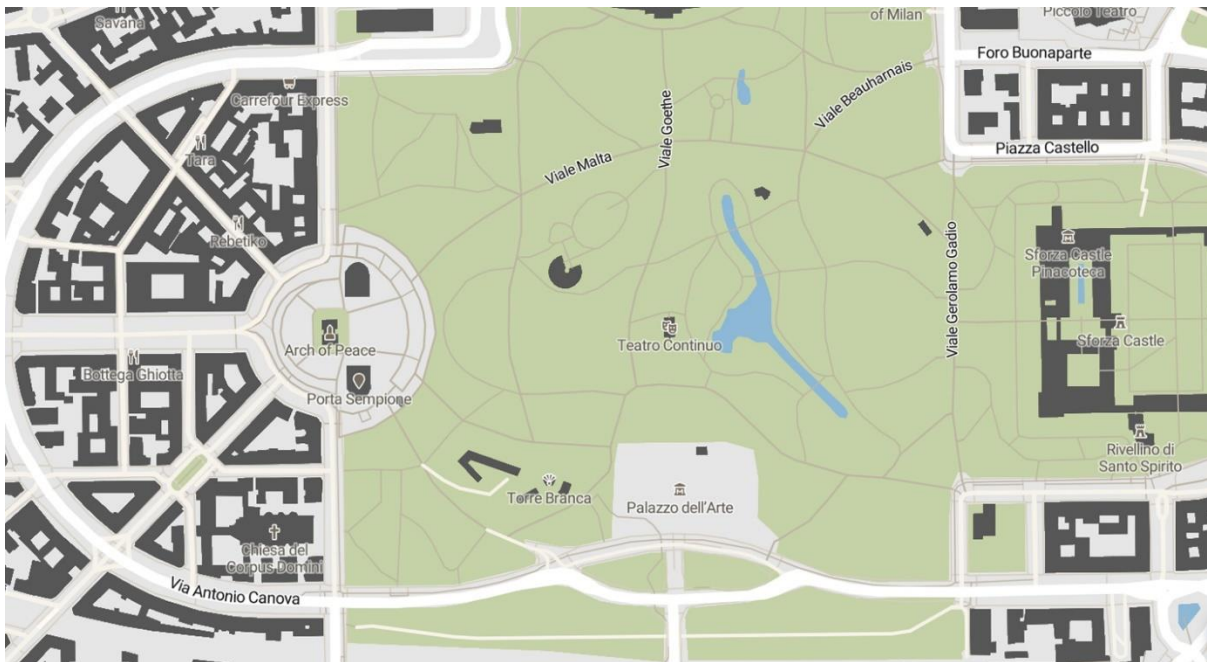 Savana
of Milan
Piccolo Teatro
Foro Buonaparte
Carrefour Express
Viale Beauharnais
Viale Goethe
Tara
Piazza Castello
Viale Malta
Rebetiko
Sforza Castle
Pinacoteca
Viale Gerolamo Gadio
Arch of Peace
Teatro Continuo
Sforza Castle
Bottega Ghiotta
Porta Sempione
Rivellino di
Santo Spirito
Torre Branca
Palazzo dell'Arte
Chiesa del
Corpus Domini
Via Antonio Canova